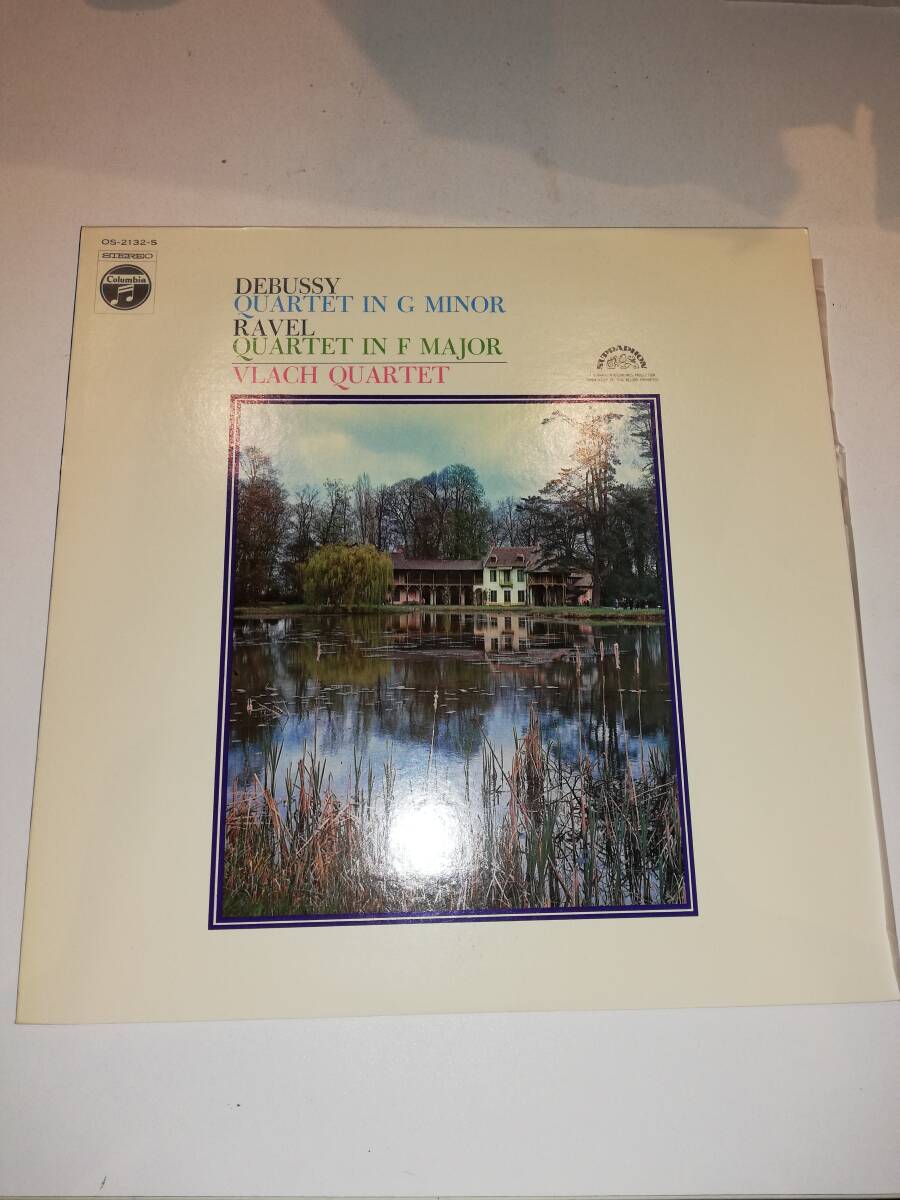 OS-2132-S
STEREO
Columbia
DEBUSSY
QUARTET IN G MINOR
RAVEL
QUARTET IN F MAJOR
VLACH QUARTET
SUPRAPHON